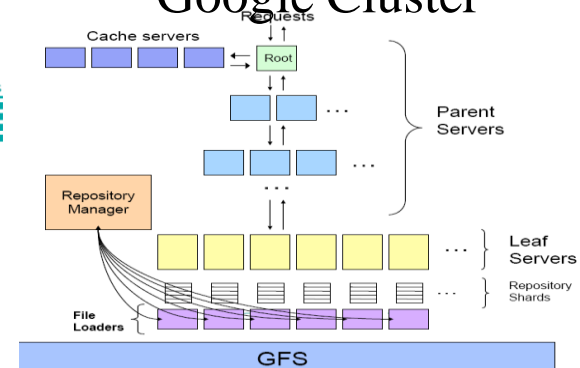 Google Cluster
Requests
Cache servers
Root
...
Parent
Servers
...
...
Repository
Manager
Leaf
Servers
...
Repository
Shards
...
File
Loaders
GFS